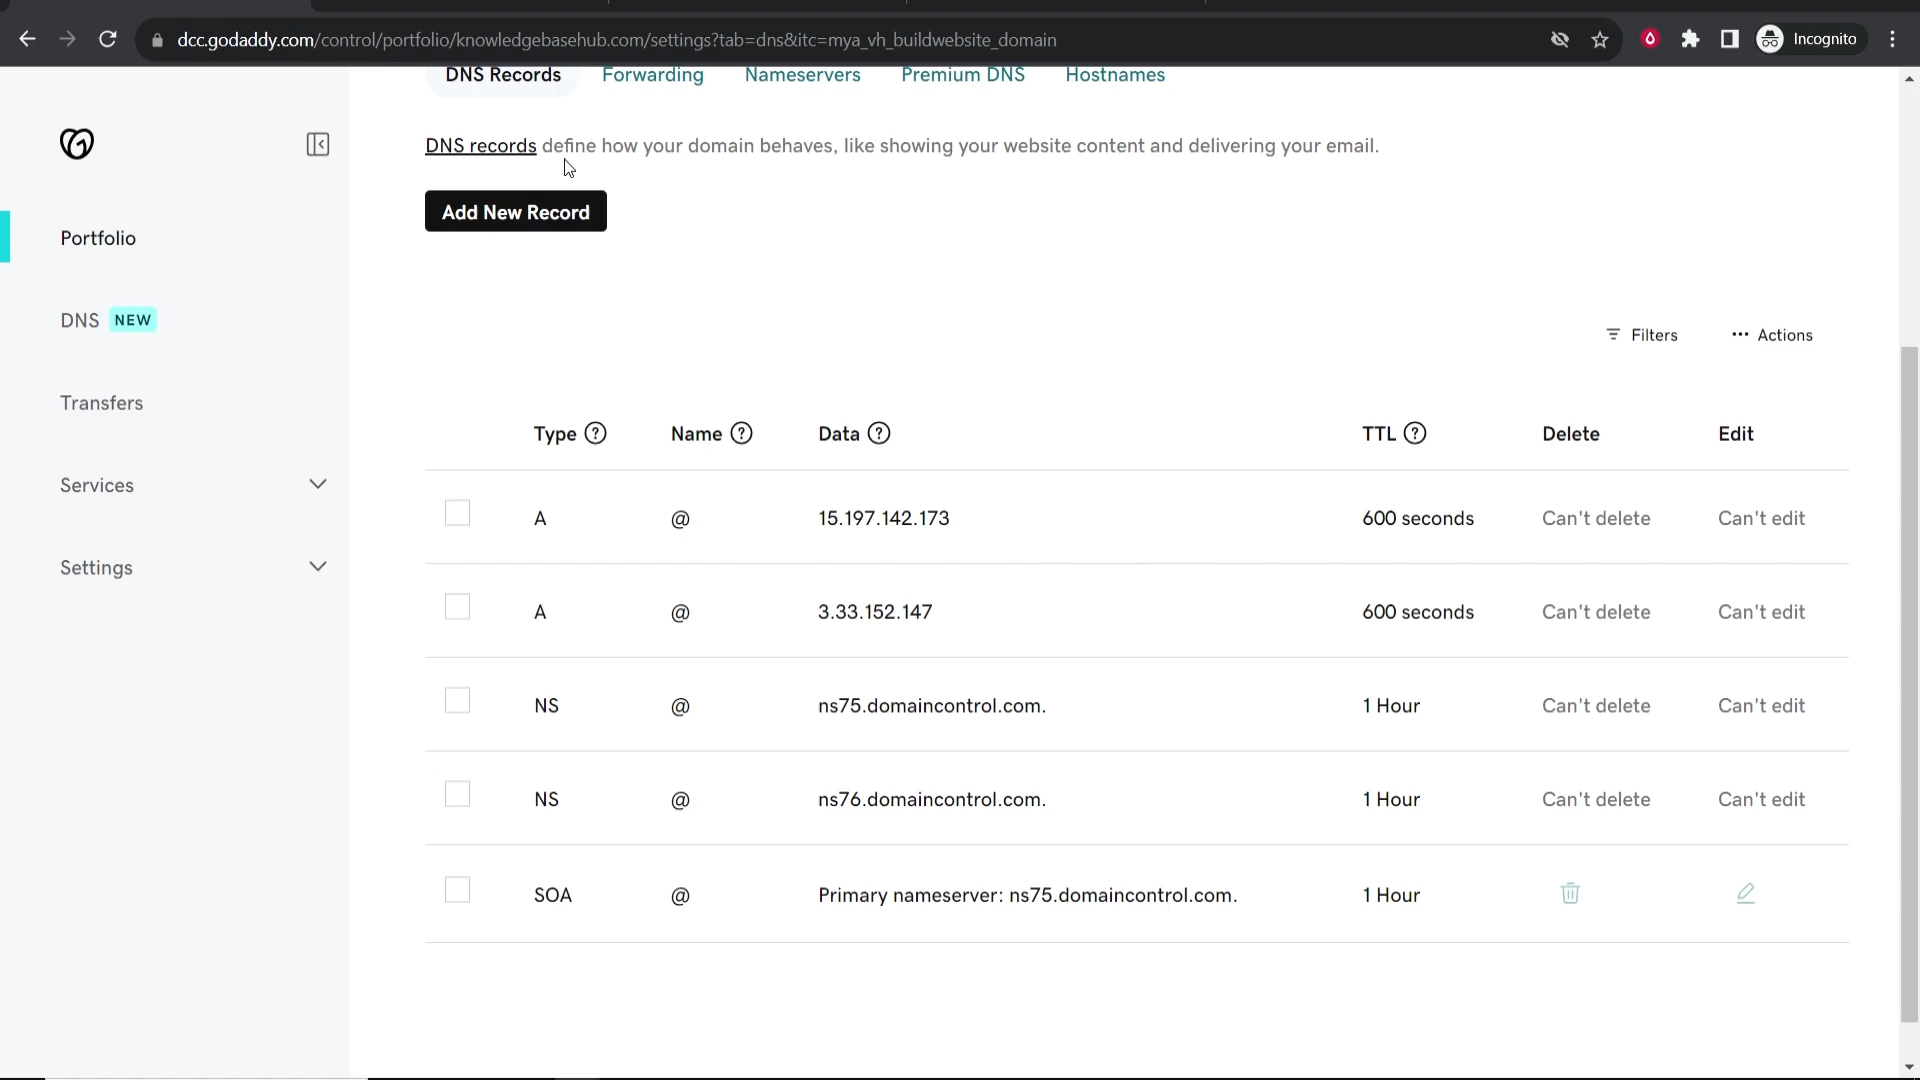 dcc.godaddy.com/control/portfolio/knowledgebasehub.com/settings?tab=dns&itc=mya_vh_buildwebsite_domain
Incognito
DNS Records Forwarding Nameservers Premium DNS Hostnames
DNS records define how your domain behaves, like showing your website content and delivering your email.
Add New Record
Portfolio
DNS NEW
Transfers
Services
Settings
Filters Actions
Type Name Data TTL Delete Edit
A @ 15.197.142.173 600 seconds Can't delete Can't edit
A @ 3.33.152.147 600 seconds Can't delete Can't edit
NS @ ns75.domaincontrol.com. 1 Hour Can't delete Can't edit
NS @ ns76.domaincontrol.com. 1 Hour Can't delete Can't edit
SOA @ Primary nameserver: ns75.domaincontrol.com. 1 Hour